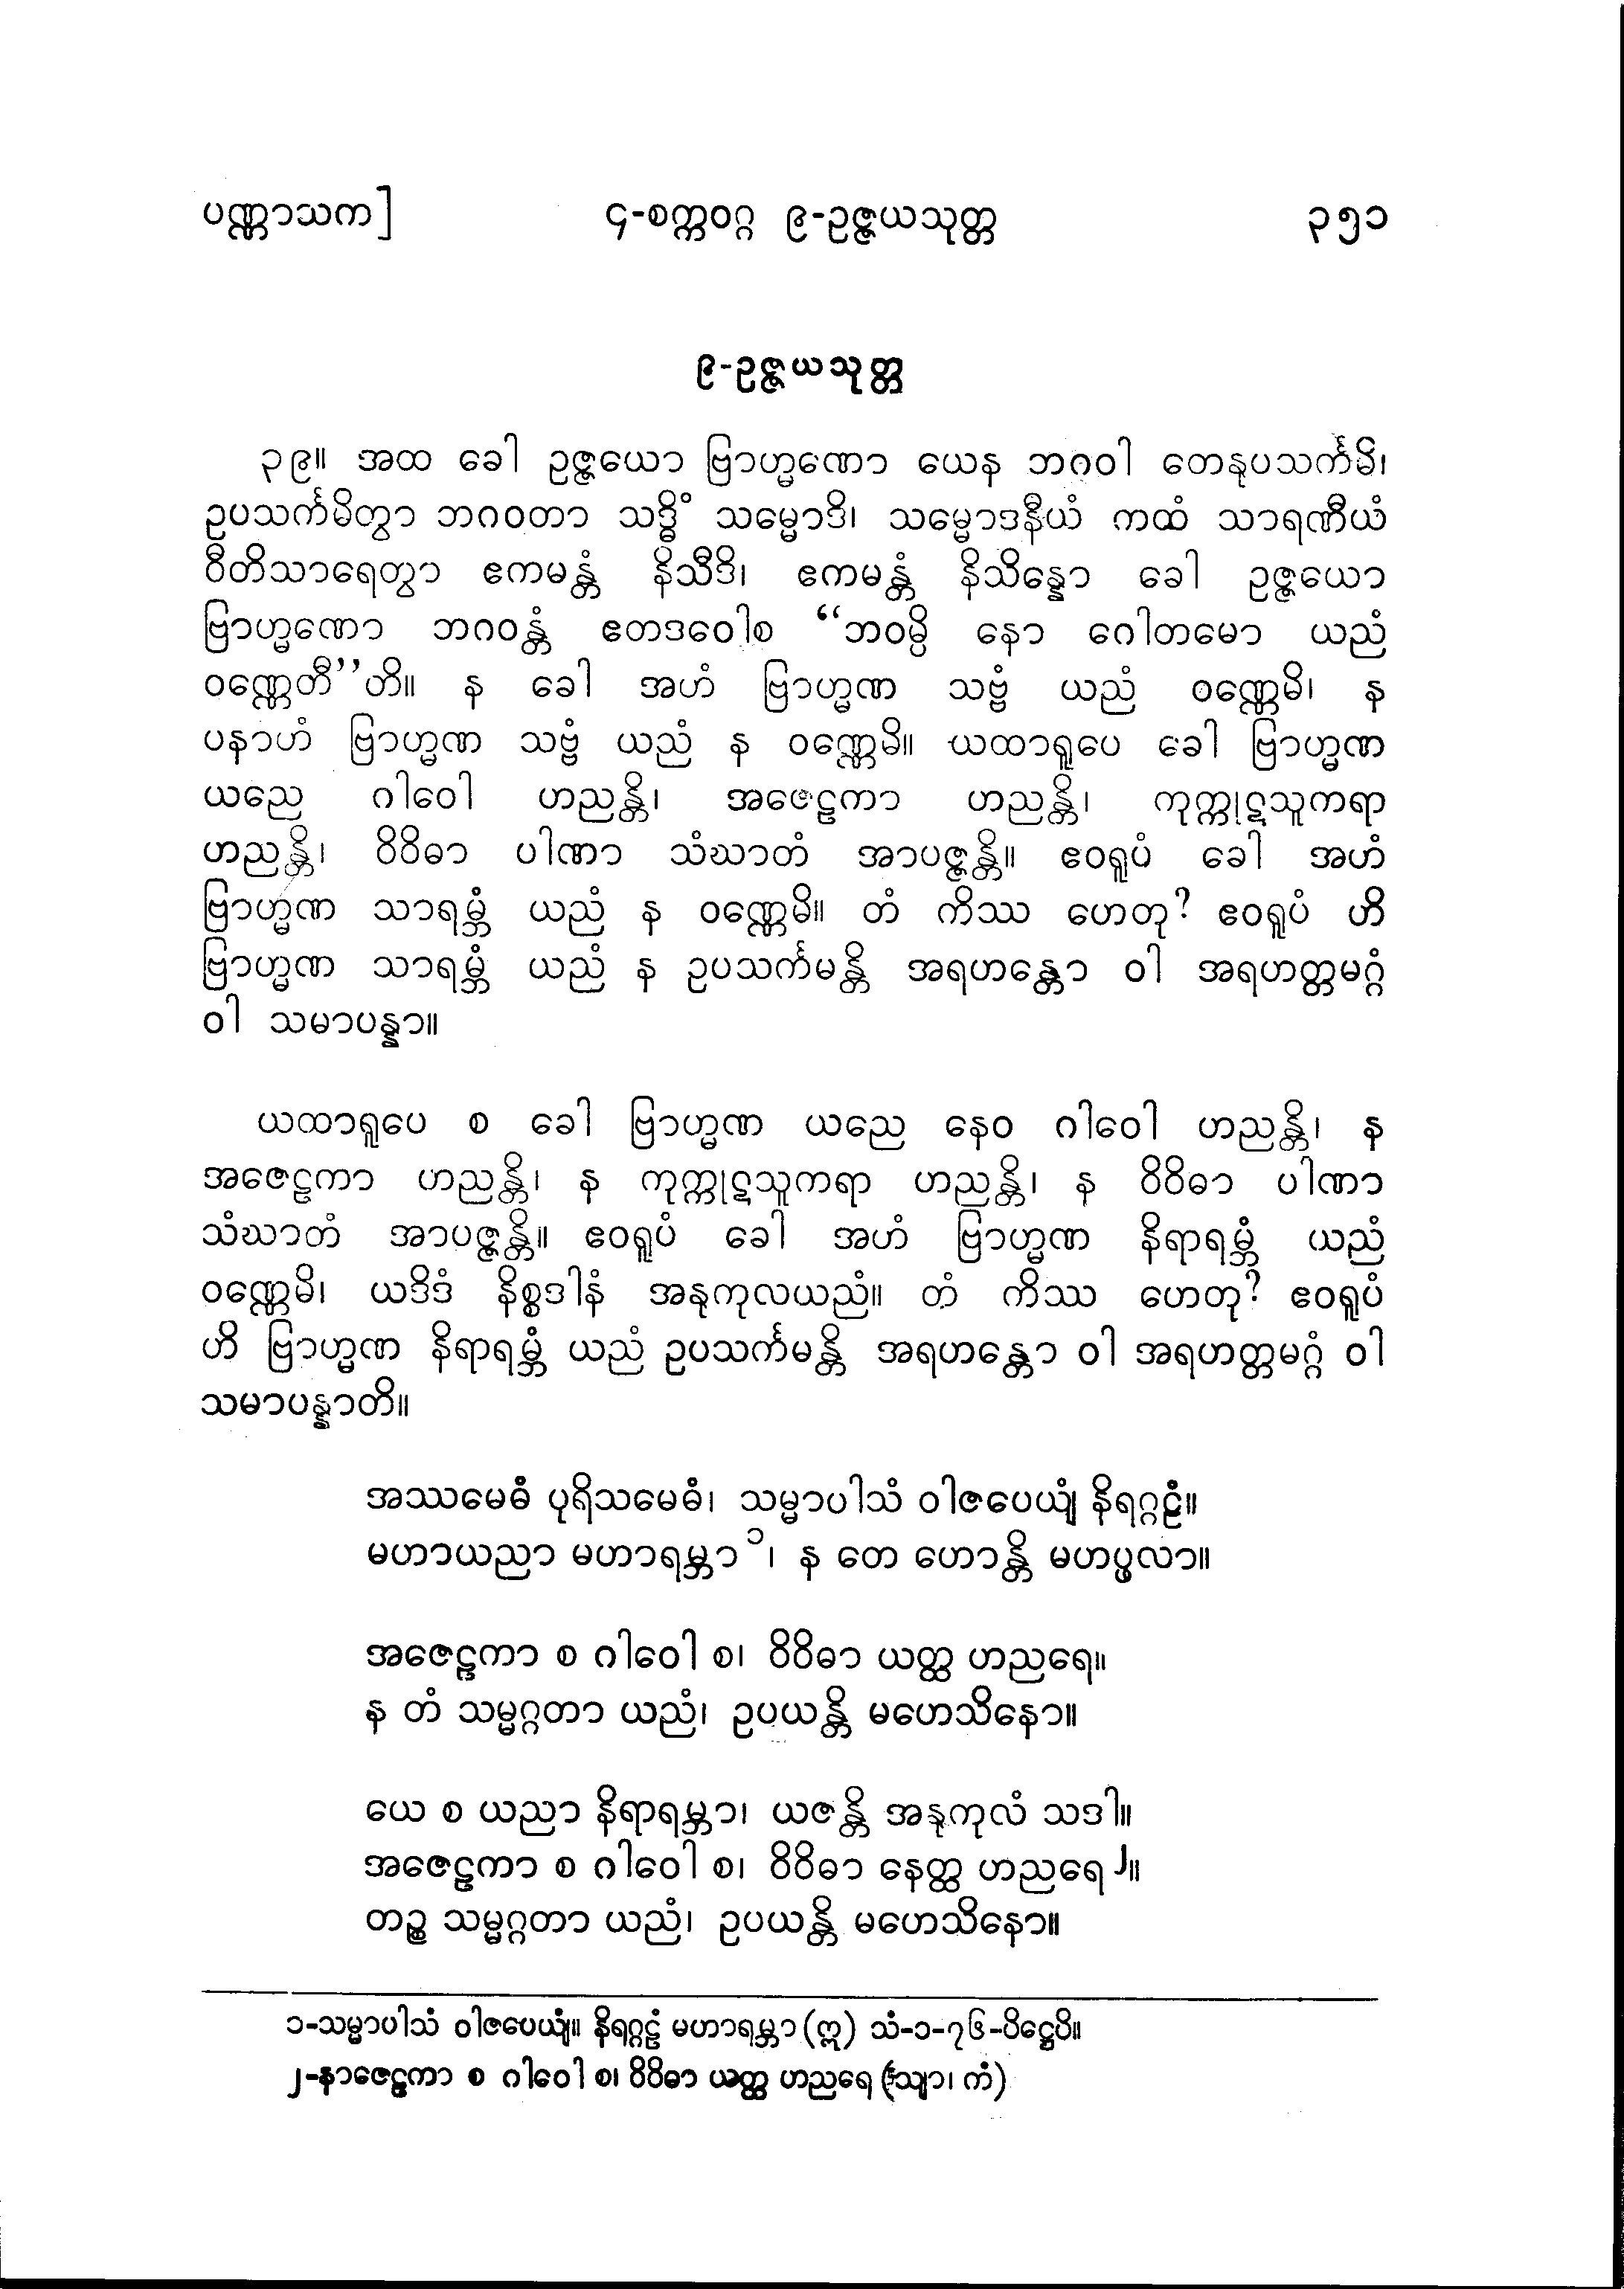 ပဏ္ဏာသက] ၄-စက္ကဝဂ္ဂ ၉-ဥဇ္ဇယသုတ္တ ၃၅၁
၉-ဥဇ္ဇယသုတ္တ
၃၉။ အထ ခေါ ဥဇ္ဇယော ဗြာဟ္မဏော ယေန ဘဂဝါ တေနုပသင်္ကမိ၊
ဥပသင်္ကမိတွာ ဘဂဝတာ သဒ္ဓိံ သမ္မောဒိ၊ သမ္မောဒနီယံ ကထံ သာရဏီယံ
ဝီတိသာရေတွာ ဧကမန္တံ နိသီဒိ၊ ဧကမန္တံ နိသိန္နော ခေါ ဥဇ္ဇယော
ဗြာဟ္မဏော ဘဂဝန္တံ ဧတဒဝေါစ “ဘဝမ္ပိ နော ဂေါတမော ယညံ
ဝဏ္ဏေတီ”တိ။ န ခေါ အဟံ ဗြာဟ္မဏ သဗ္ဗံ ယညံ ဝဏ္ဏေမိ၊ န
ပနာဟံ ဗြာဟ္မဏ သဗ္ဗံ ယညံ န ဝဏ္ဏေမိ။ ယထာရူပေ ခေါ ဗြာဟ္မဏ
ယညေ ဂါဝေါ ဟညန္တိ၊ အဇေဠကာ ဟညန္တိ၊ ကုက္ကုဋသူကရာ
ဟညန္တိ၊ ဝိဝိဓာ ပါဏာ သံဃာတံ အာပဇ္ဇန္တိ။ ဧဝရူပံ ခေါ အဟံ
ဗြာဟ္မဏ သာရမ္ဘံ ယညံ န ဝဏ္ဏေမိ။ တံ ကိဿ ဟေတု? ဧဝရူပံ ဟိ
ဗြာဟ္မဏ သာရမ္ဘံ ယညံ န ဥပသင်္ကမန္တိ အရဟန္တော ဝါ အရဟတ္တမဂ္ဂံ
ဝါ သမာပန္နာ။
ယထာရူပေ စ ခေါ ဗြာဟ္မဏ ယညေ နေဝ ဂါဝေါ ဟညန္တိ၊ န
အဇေဠကာ ဟညန္တိ၊ န ကုက္ကုဋသူကရာ ဟညန္တိ၊ န ဝိဝိဓာ ပါဏာ
သံဃာတံ အာပဇ္ဇန္တိ။ ဧဝရူပံ ခေါ အဟံ ဗြာဟ္မဏ နိရာရမ္ဘံ ယညံ
ဝဏ္ဏေမိ၊ ယဒိဒံ နိစ္စဒါနံ အနုကုလယညံ။ တံ ကိဿ ဟေတု? ဧဝရူပံ
ဟိ ဗြာဟ္မဏ နိရာရမ္ဘံ ယညံ ဥပသင်္ကမန္တိ အရဟန္တော ဝါ အရဟတ္တမဂ္ဂံ ဝါ
သမာပန္နာတိ။
အဿမေဓံ ပုရိသမေဓံ၊ သမ္မာပါသံ ဝါဇပေယျံ နိရဂ္ဂဠံ။
မဟာယညာ မဟာရမ္ဘာ၁၊ န တေ ဟောန္တိ မဟပ္ဖလာ။
အဇေဠကာ စ ဂါဝေါ စ၊ ဝိဝိဓာ ယတ္ထ ဟညရေ။
န တံ သမ္မဂ္ဂတာ ယညံ၊ ဥပယန္တိ မဟေသိနော။
ယေ စ ယညာ နိရာရမ္ဘာ၊ ယဇန္တိ အနုကုလံ သဒါ။
အဇေဠကာ စ ဂါဝေါ စ၊ ဝိဝိဓာ နေတ္ထ ဟညရေ၂။
တဉ္စ သမ္မဂ္ဂတာ ယညံ၊ ဥပယန္တိ မဟေသိနော။
၁-သမ္မာပါသံ ဝါဇပေယျံ။ နိရဂ္ဂဠံ မဟာရမ္ဘာ (ဣ) သံ-၁-၇၆-ပိဋ္ဌေပိ။
၂-နာဇေဠကာ စ ဂါဝေါ စ၊ ဝိဝိဓာ ယတ္ထ ဟညရေ (သျာ၊ ကံ)